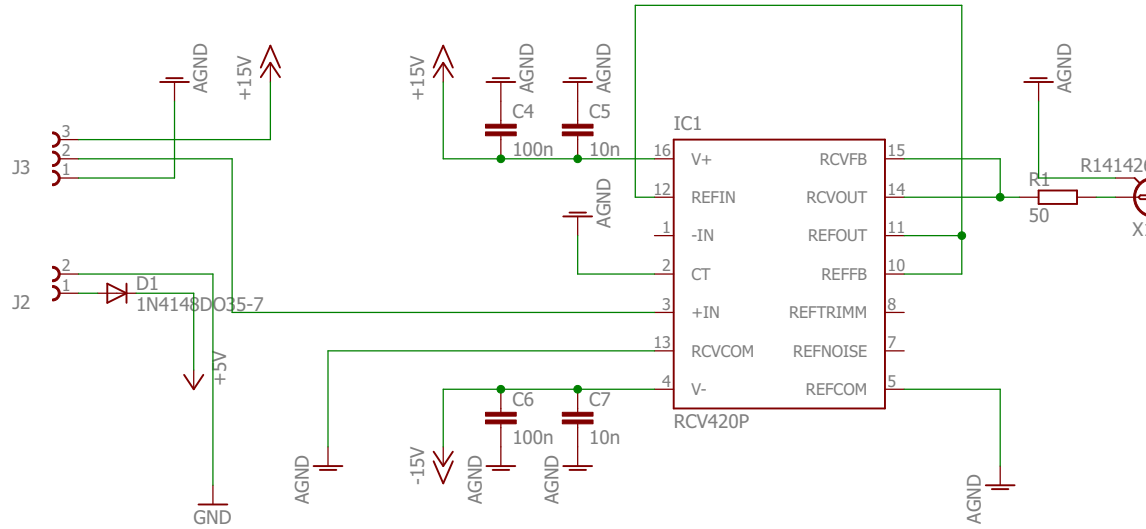 AGND
+15V
+15V
AGND
AGND
AGND
C4
100n
C5
10n
IC1
R14142
J3
3
2
1
16 V+
12 REFIN
1 -IN
2 CT
3 +IN
13 RCVCOM
4 V-
RCVFB 15
RCVOUT 14
REFOUT 11
REFFB 10
REFTRIMM 8
REFNOISE 7
REFCOM 5
R1
50
X1
AGND
J2
2
1
D1
1N4148DO35-7
+5V
GND
AGND
-15V
C6
100n
C7
10n
AGND
AGND
RCV420P
AGND